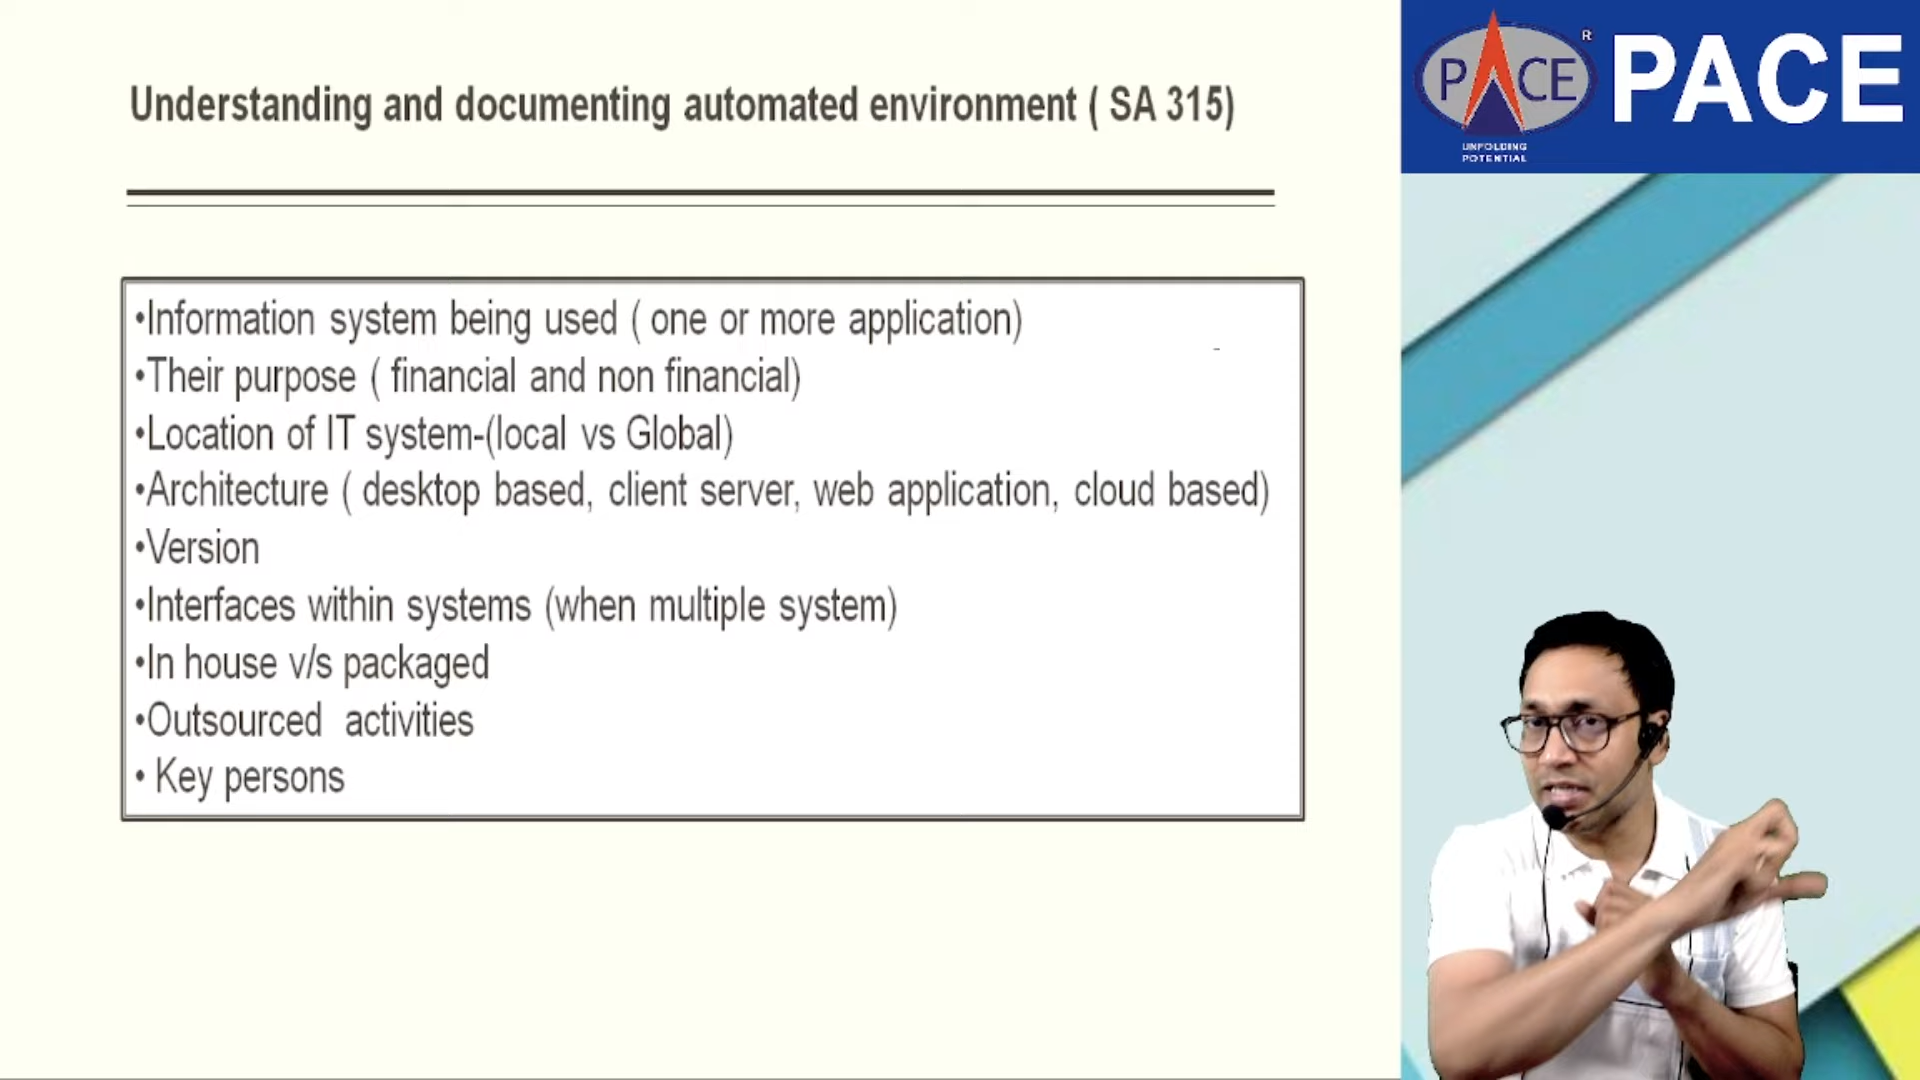 Understanding and documenting automated environment ( SA 315)
•Information system being used ( one or more application)
•Their purpose ( financial and non financial)
•Location of IT system-(local vs Global)
•Architecture ( desktop based, client server, web application, cloud based)
•Version
•Interfaces within systems (when multiple system)
•In house v/s packaged
•Outsourced activities
• Key persons
PACE
R
UNFOLDING
POTENTIAL
PACE